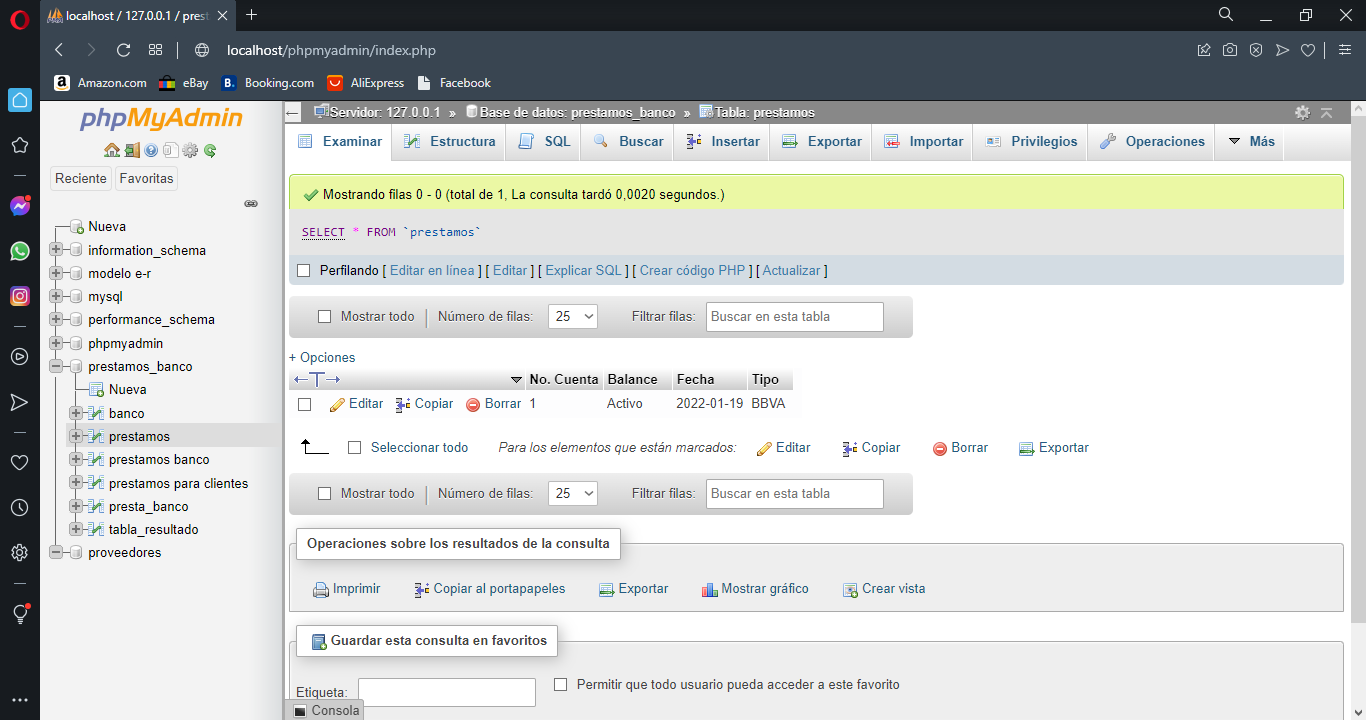 localhost / 127.0.0.1 / prest
localhost/phpmyadmin/index.php
Amazon.com eBay Booking.com AliExpress Facebook
phpMyAdmin
Reciente Favoritas
Nueva
information_schema
modelo e-r
mysql
performance_schema
phpmyadmin
prestamos_banco
Nueva
banco
prestamos
prestamos banco
prestamos para clientes
presta_banco
tabla_resultado
proveedores
Servidor: 127.0.0.1 » Base de datos: prestamos_banco » Tabla: prestamos
Examinar Estructura SQL Buscar Insertar Exportar Importar Privilegios Operaciones Más
Mostrando filas 0 - 0 (total de 1, La consulta tardó 0,0020 segundos.)
SELECT * FROM `prestamos`
Perfilando [ Editar en línea ] [ Editar ] [ Explicar SQL ] [ Crear código PHP ] [ Actualizar ]
Mostrar todo | Número de filas: 25 Filtrar filas: Buscar en esta tabla
+ Opciones
←T→ No. Cuenta Balance Fecha Tipo
Editar Copiar Borrar 1 Activo 2022-01-19 BBVA
Seleccionar todo Para los elementos que están marcados: Editar Copiar Borrar Exportar
Mostrar todo | Número de filas: 25 Filtrar filas: Buscar en esta tabla
Operaciones sobre los resultados de la consulta
Imprimir Copiar al portapapeles Exportar Mostrar gráfico Crear vista
Guardar esta consulta en favoritos
Etiqueta: Permitir que todo usuario pueda acceder a este favorito
Consola